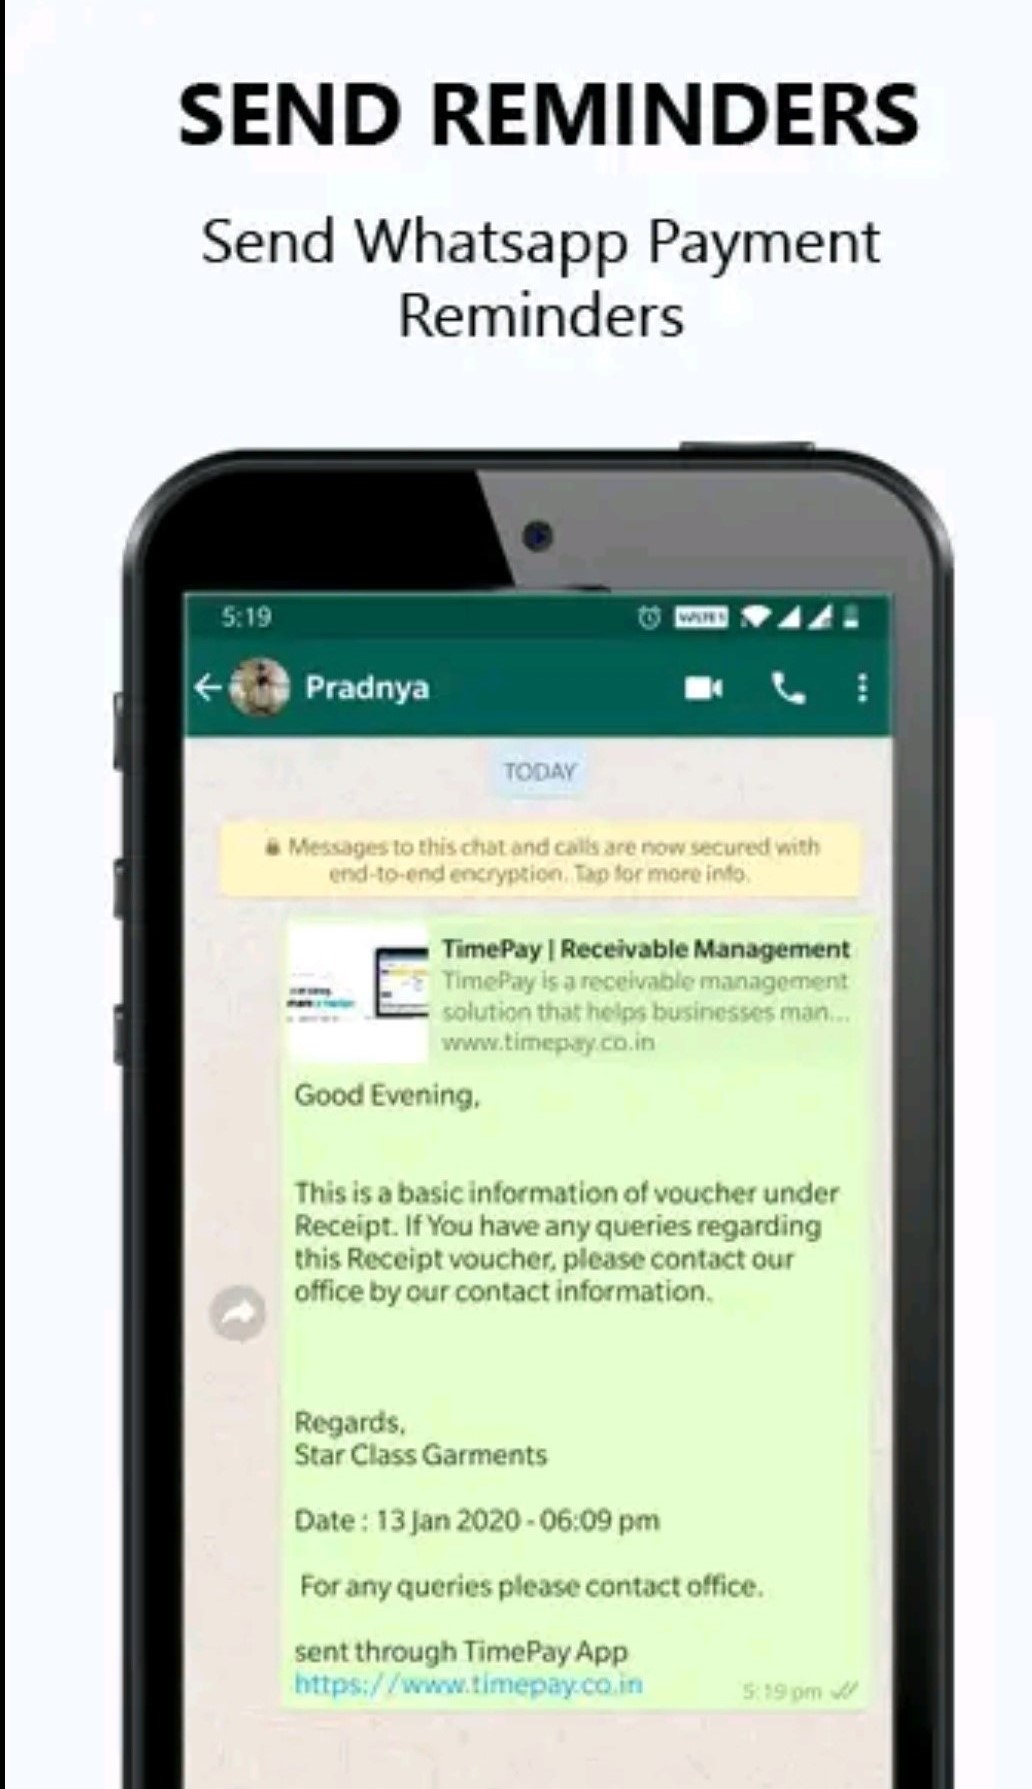 SEND REMINDERS
Send Whatsapp Payment
Reminders
5:19
Pradnya
TODAY
Messages to this chat and calls are now secured with
end-to-end encryption. Tap for more info.
TimePay | Receivable Management
TimePay is a receivable management
solution that helps businesses man...
www.timepay.co.in
Good Evening,
This is a basic information of voucher under
Receipt. If You have any queries regarding
this Receipt voucher, please contact our
office by our contact information.
Regards,
Star Class Garments
Date : 13 Jan 2020 - 06:09 pm
For any queries please contact office.
sent through TimePay App
https://www.timepay.co.in
5:19 pm